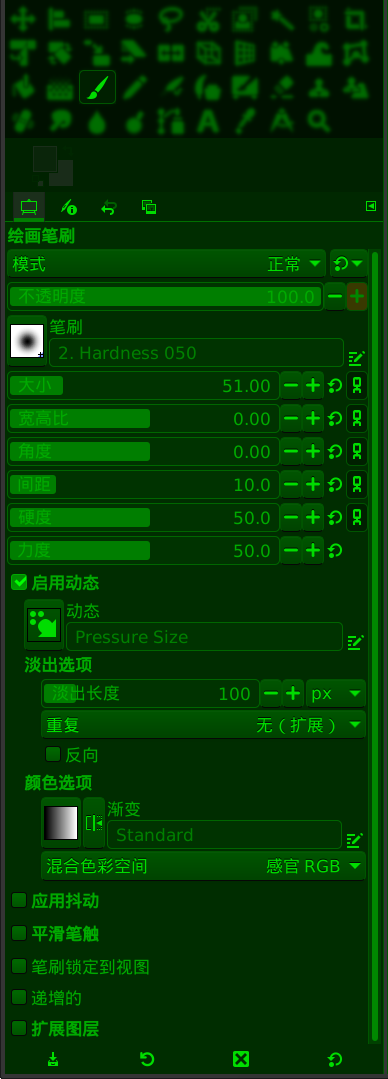 绘画笔刷
模式 正常
不透明度 100.0
笔刷
2. Hardness 050
大小 51.00
宽高比 0.00
角度 0.00
间距 10.0
硬度 50.0
力度 50.0
启用动态
动态
Pressure Size
淡出选项
淡出长度 100 px
重复 无（扩展）
反向
颜色选项
渐变
Standard
混合色彩空间 感官 RGB
应用抖动
平滑笔触
笔刷锁定到视图
递增的
扩展图层